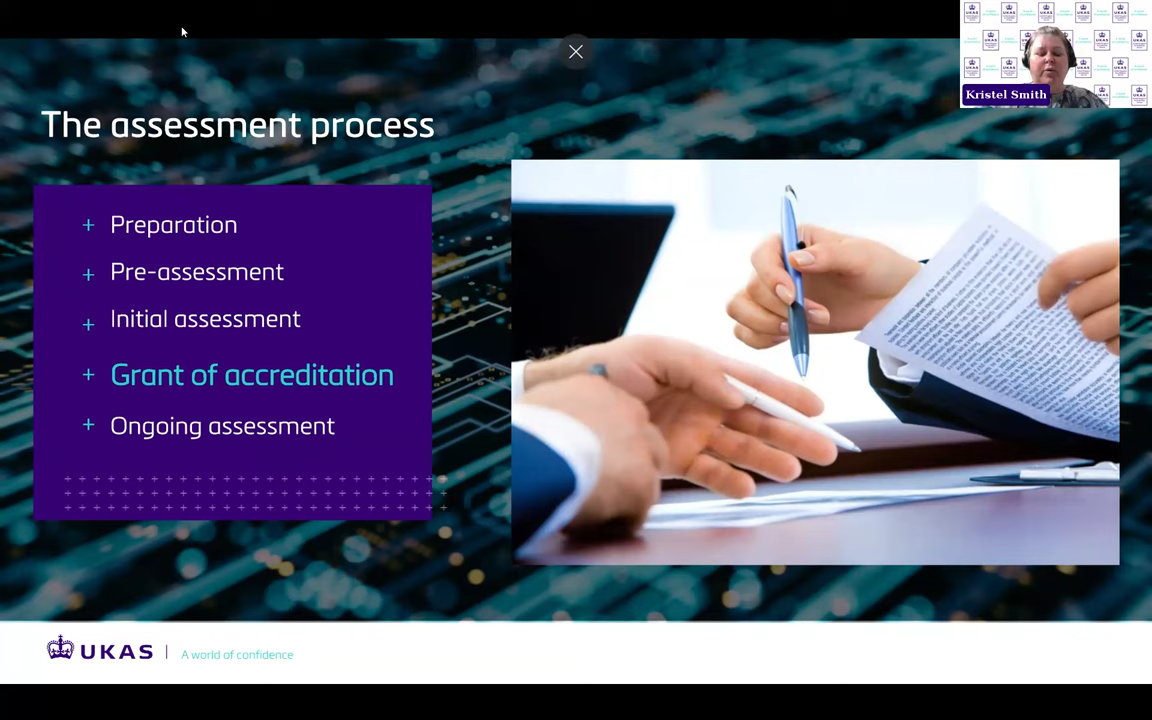 Kristel Smith
The assessment process
+ Preparation
+ Pre-assessment
+ Initial assessment
+ Grant of accreditation
+ Ongoing assessment
UKAS | A world of confidence